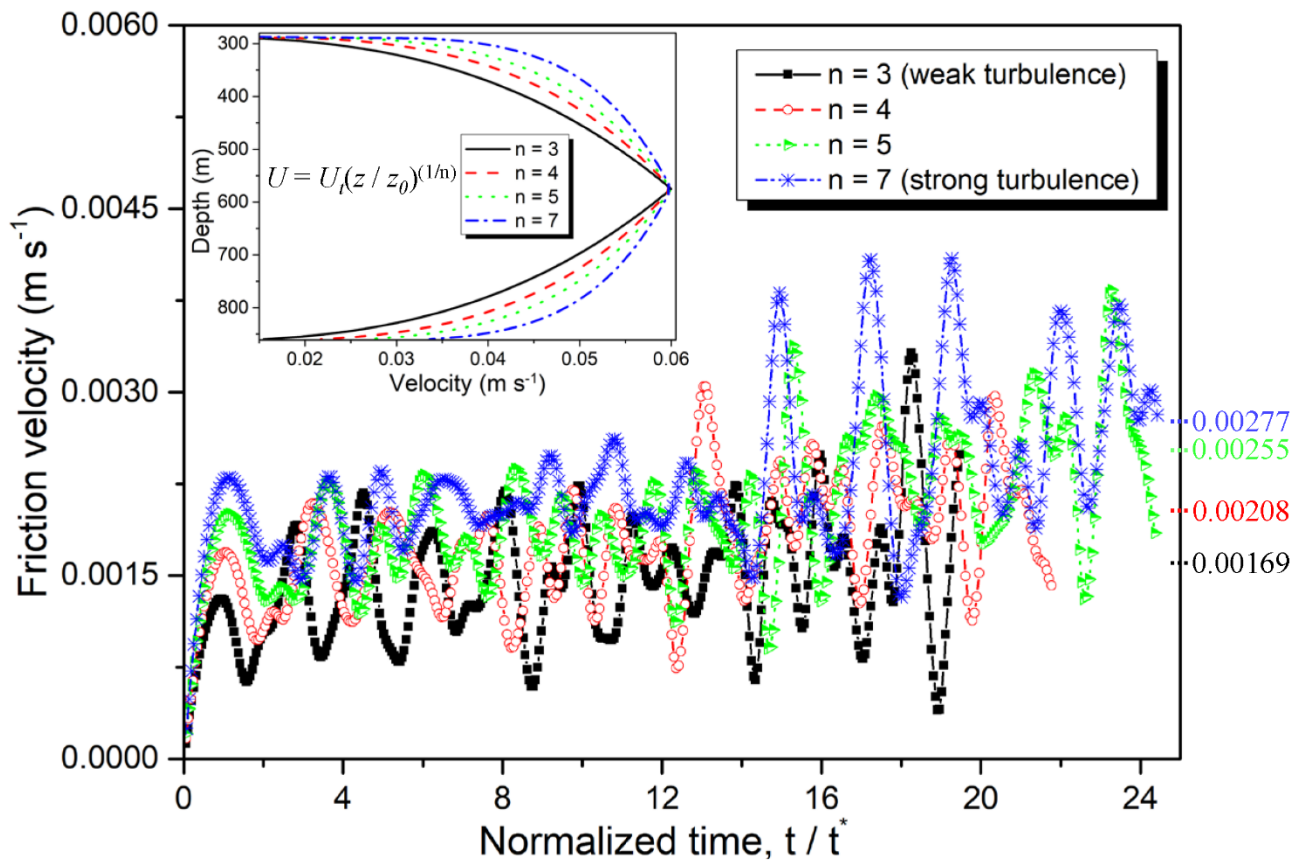 0.0060
0.0045
0.0030
0.0015
0.0000
Friction velocity (m s⁻¹)
0 4 8 12 16 20 24
Normalized time, t / t*
n = 3 (weak turbulence)
n = 4
n = 5
n = 7 (strong turbulence)
300
400
500
600
700
800
Depth (m)
0.02 0.03 0.04 0.05 0.06
Velocity (m s⁻¹)
U = Uₜ(z / z₀)^(1/n)
n = 3
n = 4
n = 5
n = 7
0.00277
0.00255
0.00208
0.00169